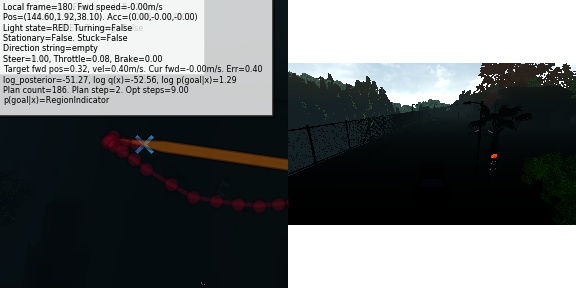 Local frame=180. Fwd speed=-0.00m/s
Pos=(144.60,1.92,38.10). Acc=(0.00;-0.00,-0.00)
Light state=RED. Turning=False
Stationary=False. Stuck=False
Direction string=empty
Steer=1.00, Throttle=0.08, Brake=0.00
Target fwd pos=0.32, vel=0.40m/s. Cur fwd=-0.00m/s. Err=0.40
log_posterior=-51.27, log q(x)=-52.56, log p(goal|x)=1.29
Plan count=186. Plan step=2. Opt steps=9.00
p(goal|x)=RegionIndicator